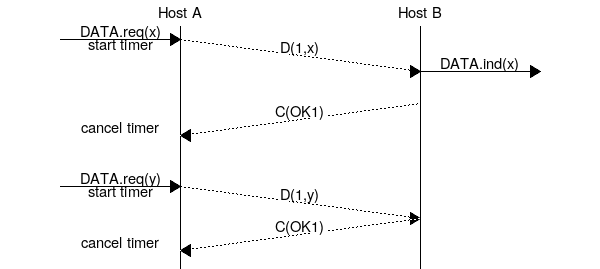 Host A
Host B
DATA.req(x)
start timer
D(1,x)
DATA.ind(x)
C(OK1)
cancel timer
DATA.req(y)
start timer
D(1,y)
C(OK1)
cancel timer